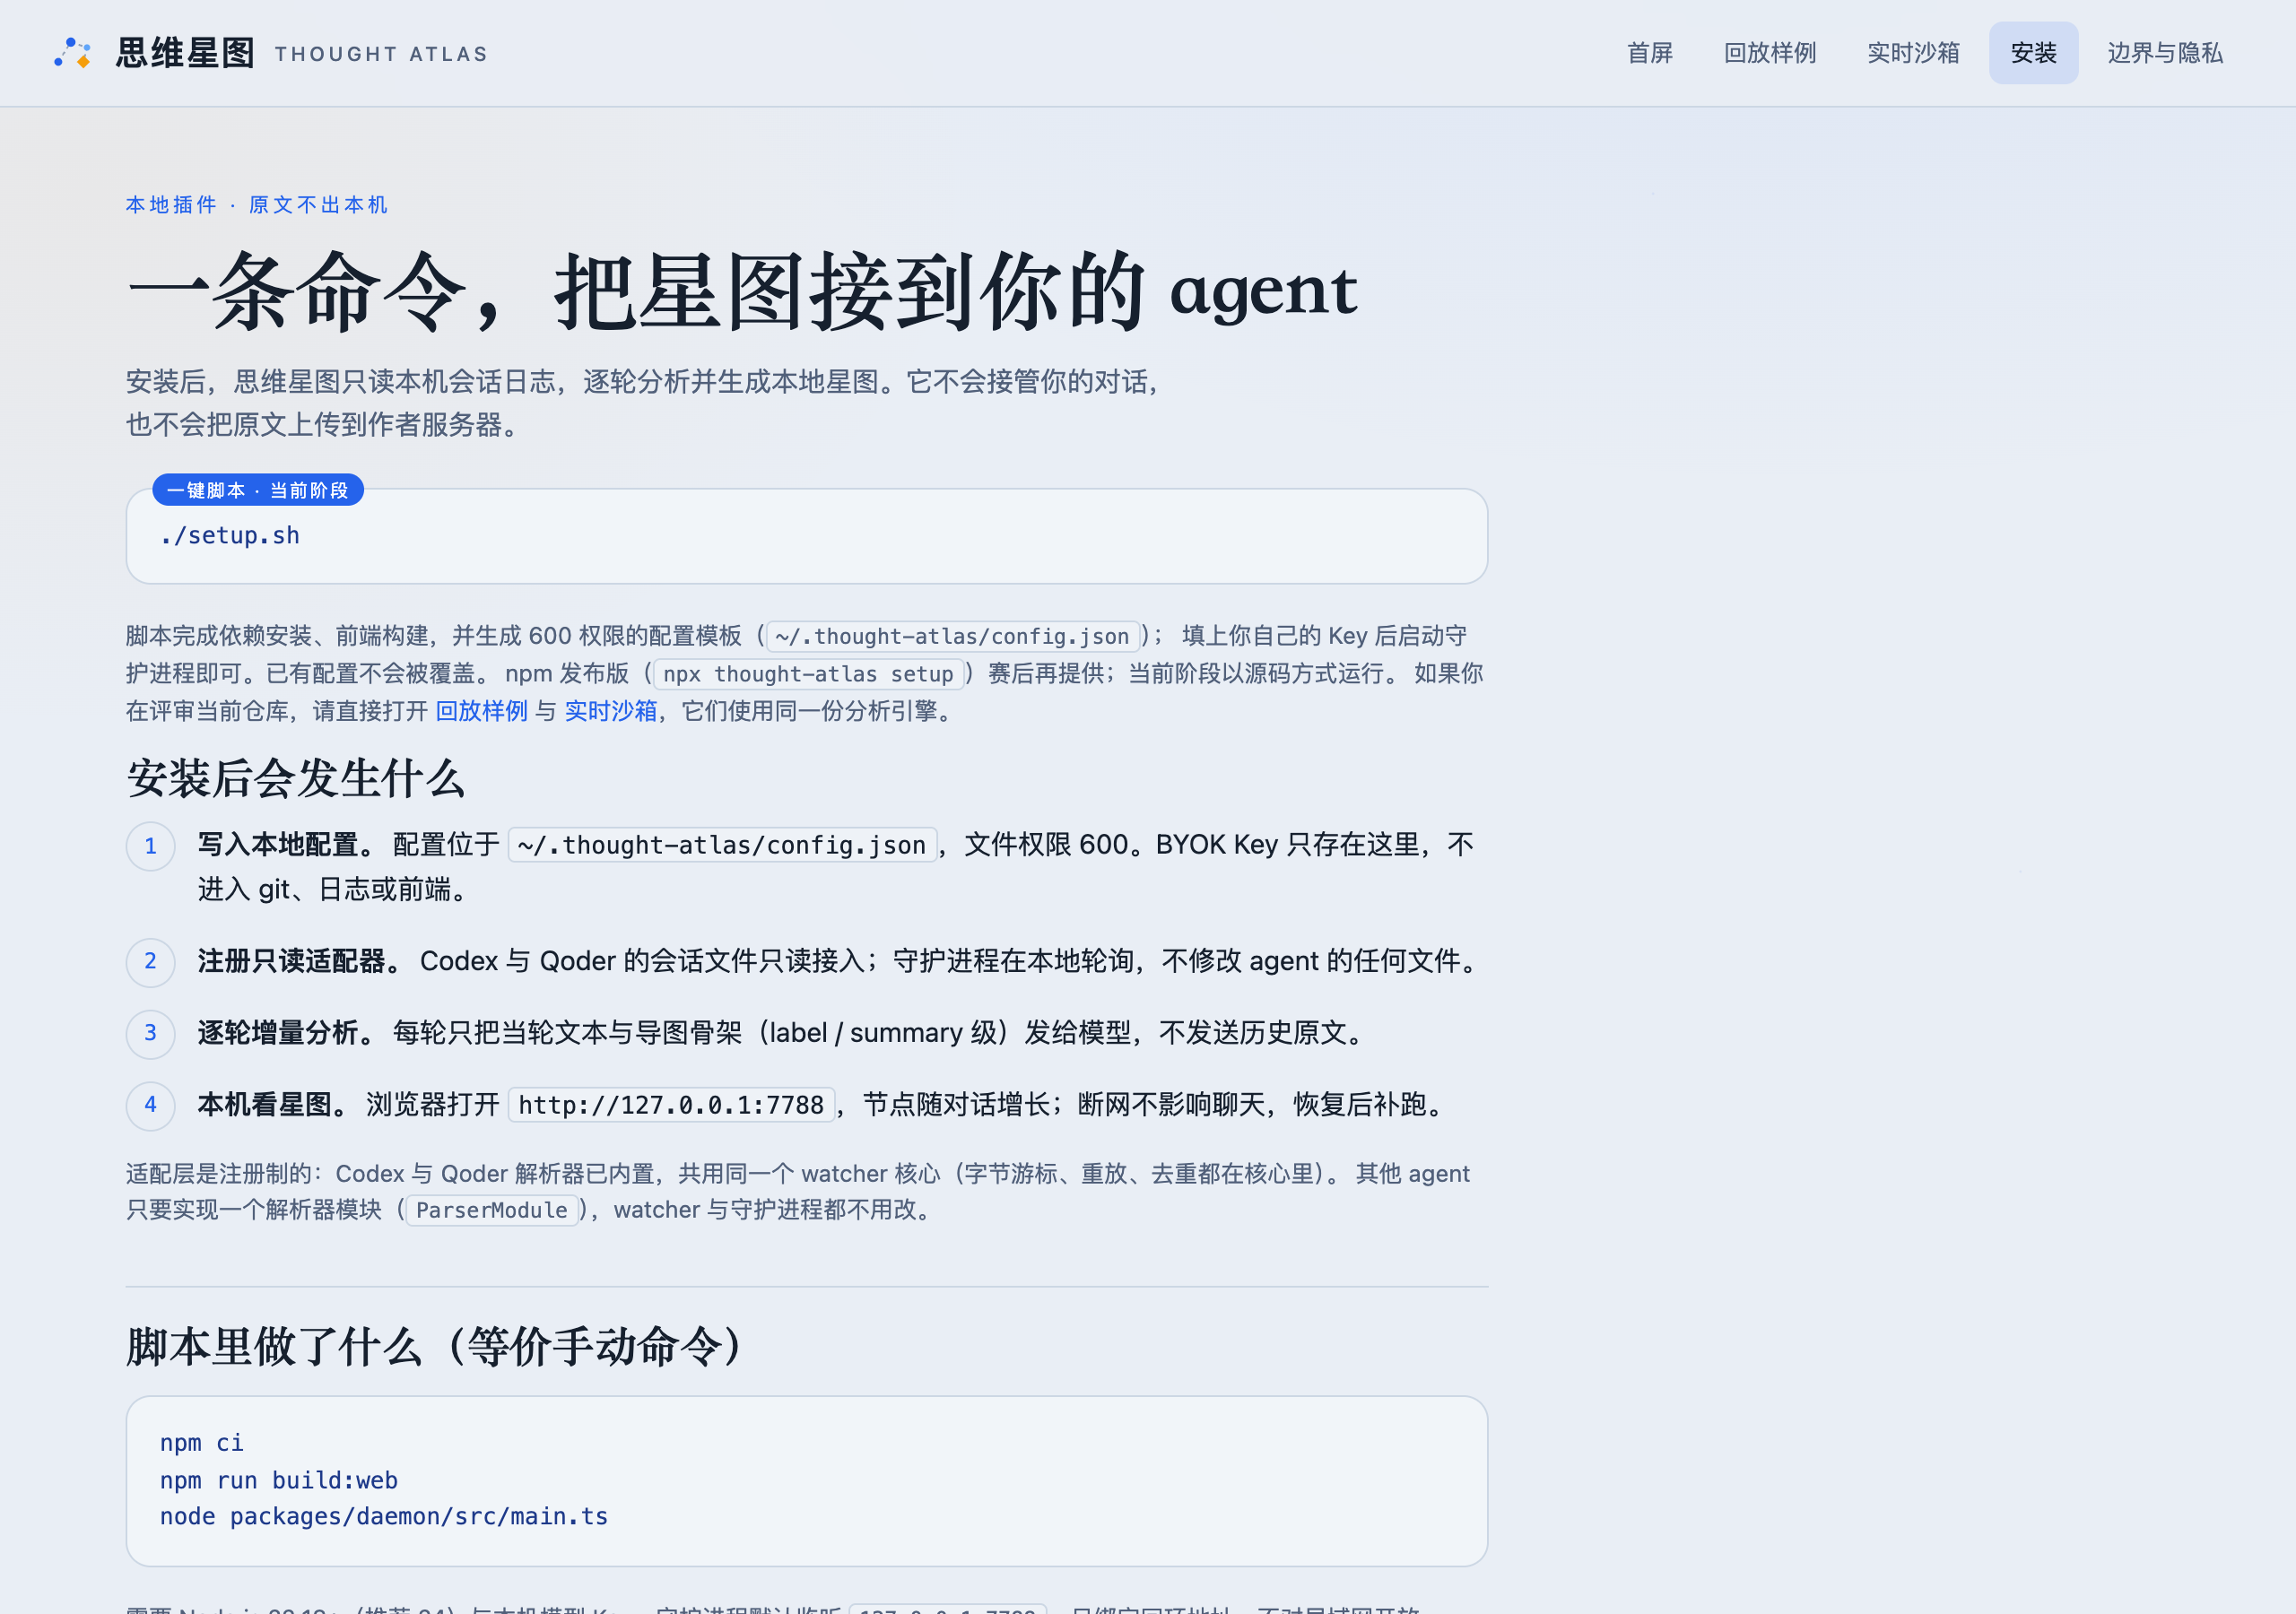 思维星图 THOUGHT ATLAS
首屏 回放样例 实时沙箱 安装 边界与隐私
本地插件 · 原文不出本机
一条命令，把星图接到你的 agent
安装后，思维星图只读本机会话日志，逐轮分析并生成本地星图。它不会接管你的对话，
也不会把原文上传到作者服务器。
一键脚本 · 当前阶段
./setup.sh
脚本完成依赖安装、前端构建，并生成 600 权限的配置模板（~/.thought-atlas/config.json）； 填上你自己的 Key 后启动守
护进程即可。已有配置不会被覆盖。 npm 发布版（npx thought-atlas setup）赛后再提供；当前阶段以源码方式运行。 如果你
在评审当前仓库，请直接打开 回放样例 与 实时沙箱，它们使用同一份分析引擎。
安装后会发生什么
1 写入本地配置。 配置位于 ~/.thought-atlas/config.json，文件权限 600。BYOK Key 只存在这里，不
进入 git、日志或前端。
2 注册只读适配器。 Codex 与 Qoder 的会话文件只读接入；守护进程在本地轮询，不修改 agent 的任何文件。
3 逐轮增量分析。 每轮只把当轮文本与导图骨架（label / summary 级）发给模型，不发送历史原文。
4 本机看星图。 浏览器打开 http://127.0.0.1:7788，节点随对话增长；断网不影响聊天，恢复后补跑。
适配层是注册制的：Codex 与 Qoder 解析器已内置，共用同一个 watcher 核心（字节游标、重放、去重都在核心里）。 其他 agent
只要实现一个解析器模块（ParserModule），watcher 与守护进程都不用改。
脚本里做了什么（等价手动命令）
npm ci
npm run build:web
node packages/daemon/src/main.ts